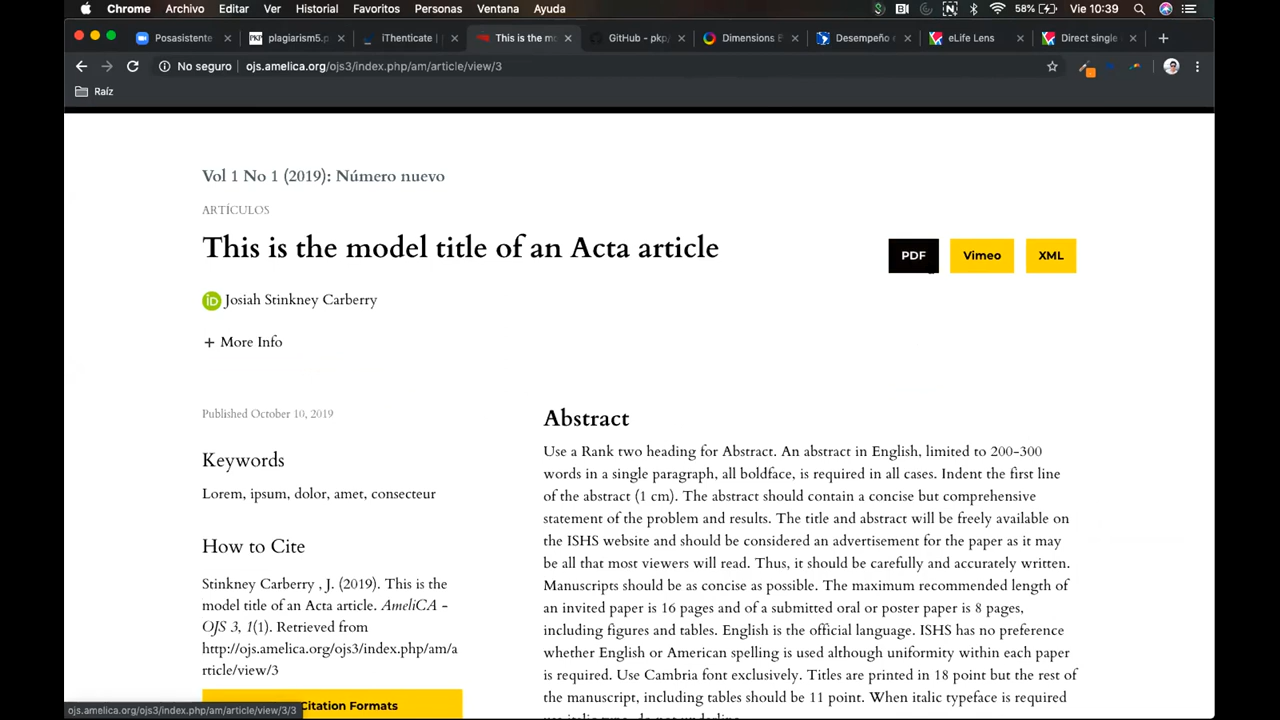 Chrome Archivo Editar Ver Historial Favoritos Personas Ventana Ayuda 58% Vie 10:39
Posasistente plagiarism5.p iThenticate | This is the mo GitHub - pkp/ Dimensions B Desempeño eLife Lens Direct single
No seguro ojs.amelica.org/ojs3/index.php/am/article/view/3
Raíz
Vol 1 No 1 (2019): Número nuevo
ARTÍCULOS
This is the model title of an Acta article
PDF Vimeo XML
iD Josiah Stinkney Carberry
+ More Info
Published October 10, 2019
Keywords
Lorem, ipsum, dolor, amet, consecteur
How to Cite
Stinkney Carberry , J. (2019). This is the
model title of an Acta article. AmeliCA -
OJS 3, 1(1). Retrieved from
http://ojs.amelica.org/ojs3/index.php/am/a
rticle/view/3
Citation Formats
Abstract
Use a Rank two heading for Abstract. An abstract in English, limited to 200-300
words in a single paragraph, all boldface, is required in all cases. Indent the first line
of the abstract (1 cm). The abstract should contain a concise but comprehensive
statement of the problem and results. The title and abstract will be freely available on
the ISHS website and should be considered an advertisement for the paper as it may
be all that most viewers will read. Thus, it should be carefully and accurately written.
Manuscripts should be as concise as possible. The maximum recommended length of
an invited paper is 16 pages and of a submitted oral or poster paper is 8 pages,
including figures and tables. English is the official language. ISHS has no preference
whether English or American spelling is used although uniformity within each paper
is required. Use Cambria font exclusively. Titles are printed in 18 point but the rest of
the manuscript, including tables should be 11 point. When italic typeface is required
use italic type, do not underline.
ojs.amelica.org/ojs3/index.php/am/article/view/3/3